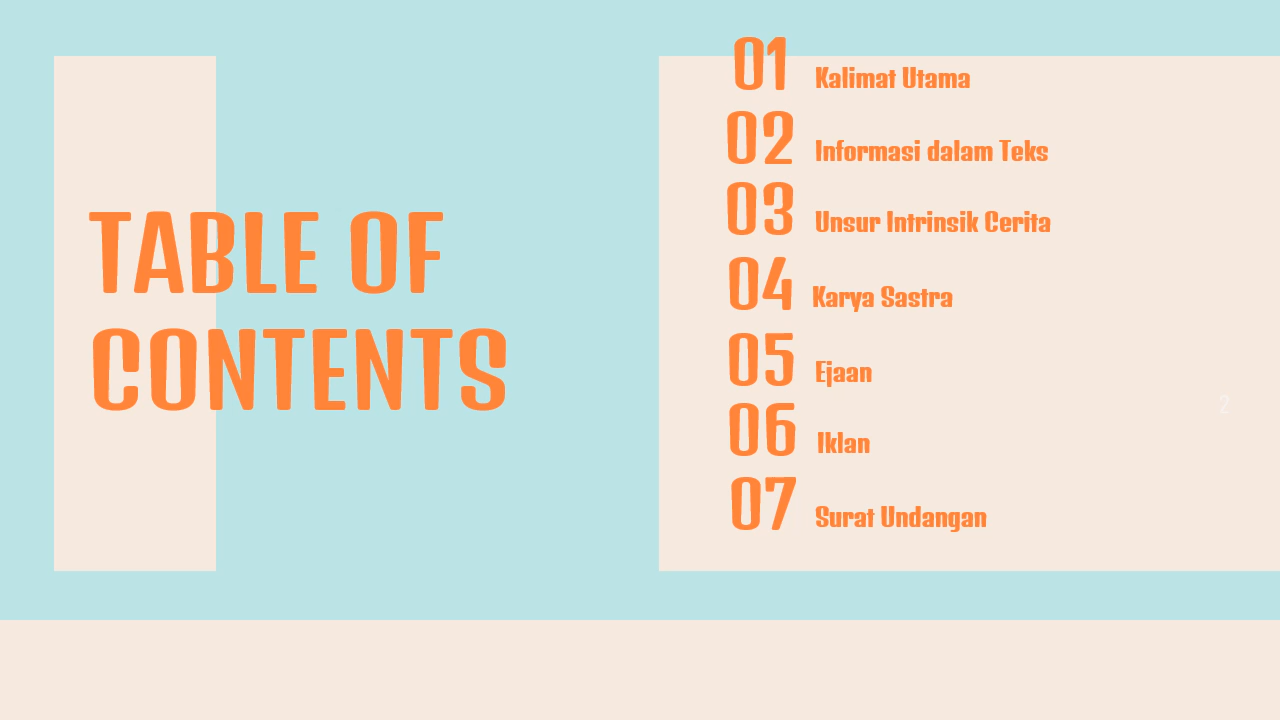 TABLE OF
CONTENTS
01 Kalimat Utama
02 Informasi dalam Teks
03 Unsur Intrinsik Cerita
04 Karya Sastra
05 Ejaan
06 Iklan
07 Surat Undangan
2